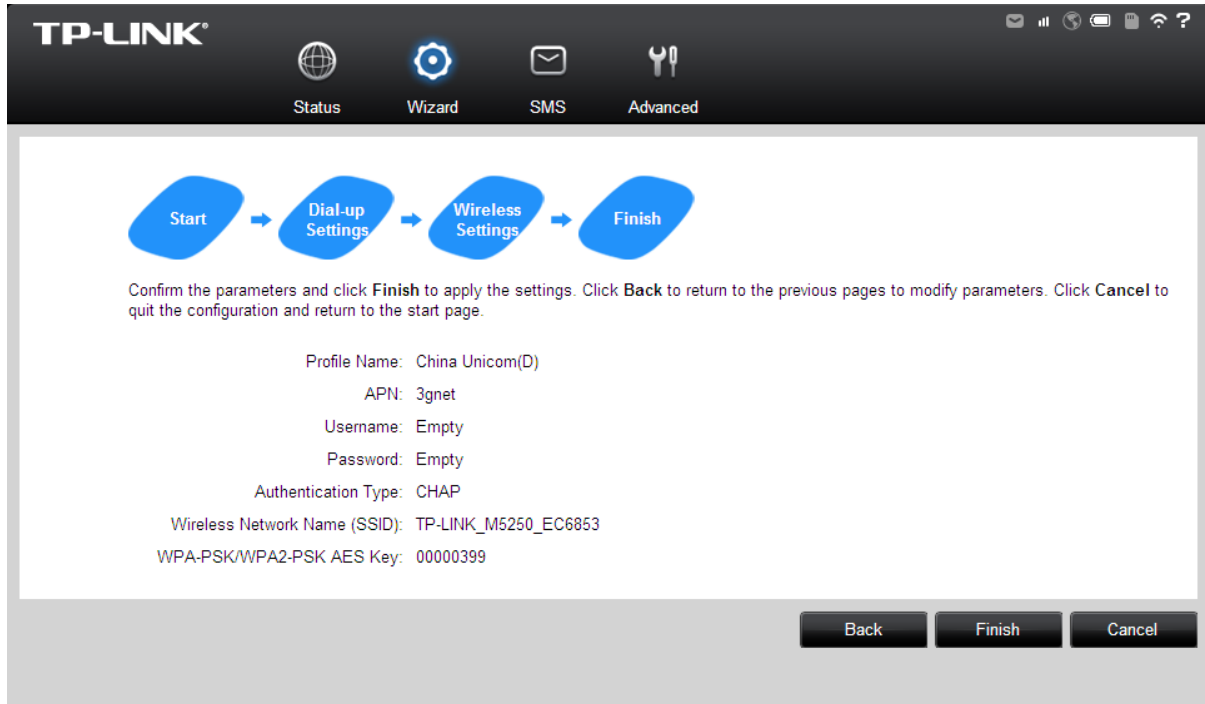 TP-LINK®
?
Status Wizard SMS Advanced
Start
Dial-up
Settings
Wireless
Settings
Finish
Confirm the parameters and click Finish to apply the settings. Click Back to return to the previous pages to modify parameters. Click Cancel to
quit the configuration and return to the start page.
Profile Name: China Unicom(D)
APN: 3gnet
Username: Empty
Password: Empty
Authentication Type: CHAP
Wireless Network Name (SSID): TP-LINK_M5250_EC6853
WPA-PSK/WPA2-PSK AES Key: 00000399
Back Finish Cancel